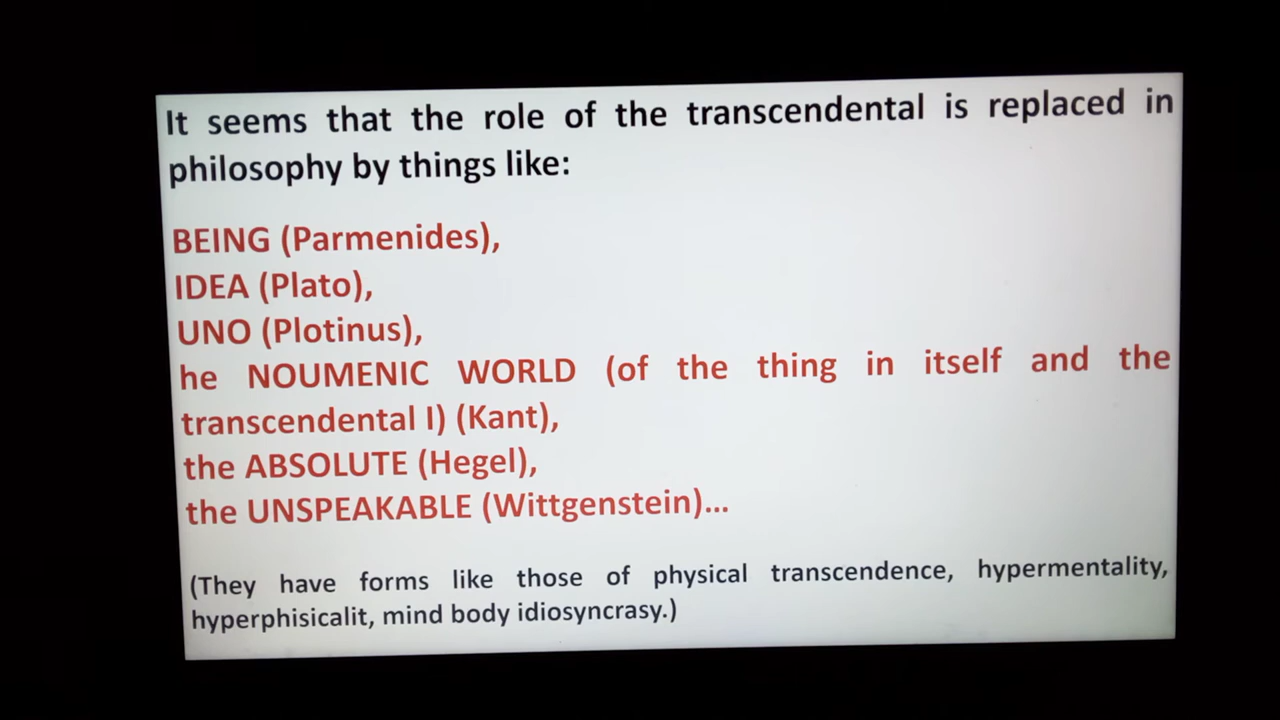 It seems that the role of the transcendental is replaced in
philosophy by things like:
BEING (Parmenides),
IDEA (Plato),
UNO (Plotinus),
he NOUMENIC WORLD (of the thing in itself and the
transcendental I) (Kant),
the ABSOLUTE (Hegel),
the UNSPEAKABLE (Wittgenstein)...
(They have forms like those of physical transcendence, hypermentality,
hyperphisicalit, mind body idiosyncrasy.)